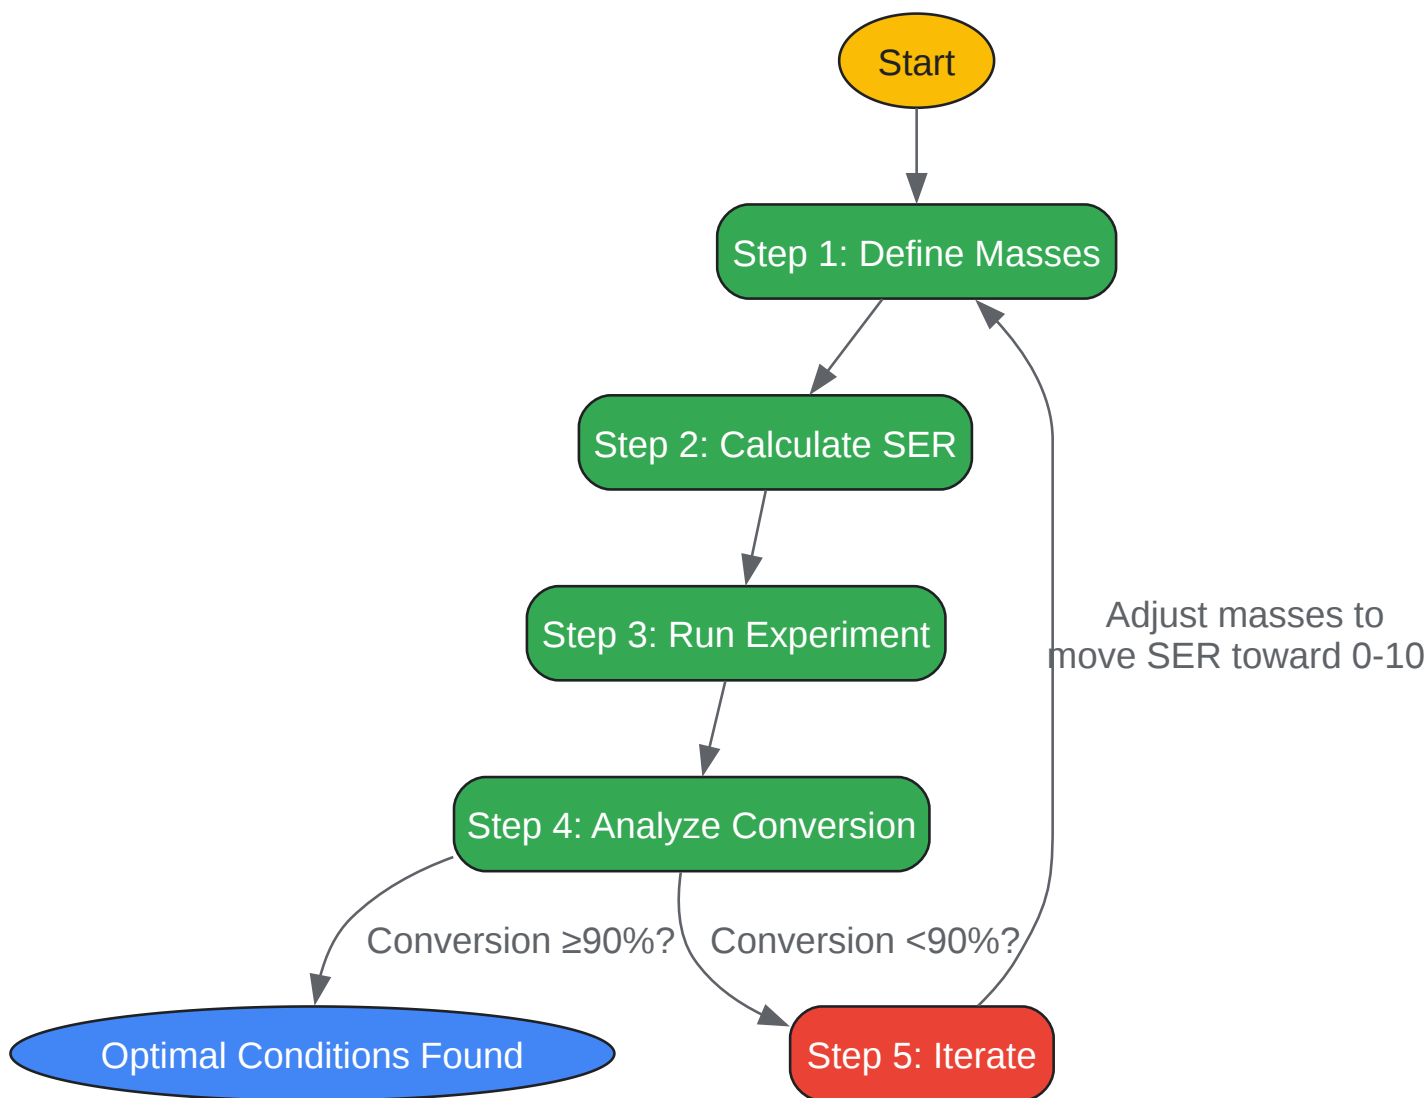 Start
Step 1: Define Masses
Step 2: Calculate SER
Step 3: Run Experiment
Adjust masses to
move SER toward 0-10
Step 4: Analyze Conversion
Conversion ≥90%?
Conversion <90%?
Optimal Conditions Found
Step 5: Iterate